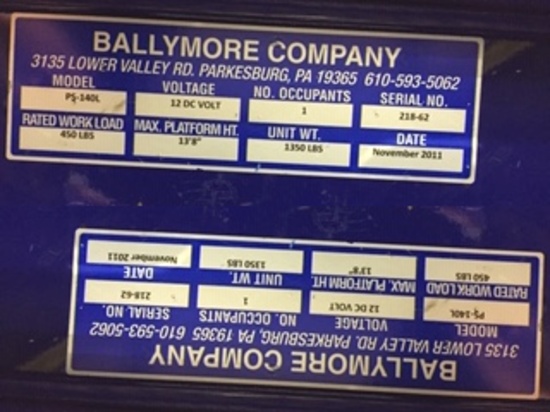 BALLYMORE COMPANY
3135 LOWER VALLEY RD. PARKESBURG, PA 19365 610-593-5062
MODEL VOLTAGE NO. OCCUPANTS SERIAL NO.
PS-140L 12 DC VOLT 1 218-62
RATED WORK LOAD MAX. PLATFORM HT. UNIT WT. DATE
450 LBS 13'8" 1350 LBS November 2011
BALLYMORE COMPANY
3135 LOWER VALLEY RD. PARKESBURG, PA 19365 610-593-5062
MODEL VOLTAGE NO. OCCUPANTS SERIAL NO.
PS-140L 12 DC VOLT 1 218-62
RATED WORK LOAD MAX. PLATFORM HT. UNIT WT. DATE
450 LBS 13'8" 1350 LBS November 2011